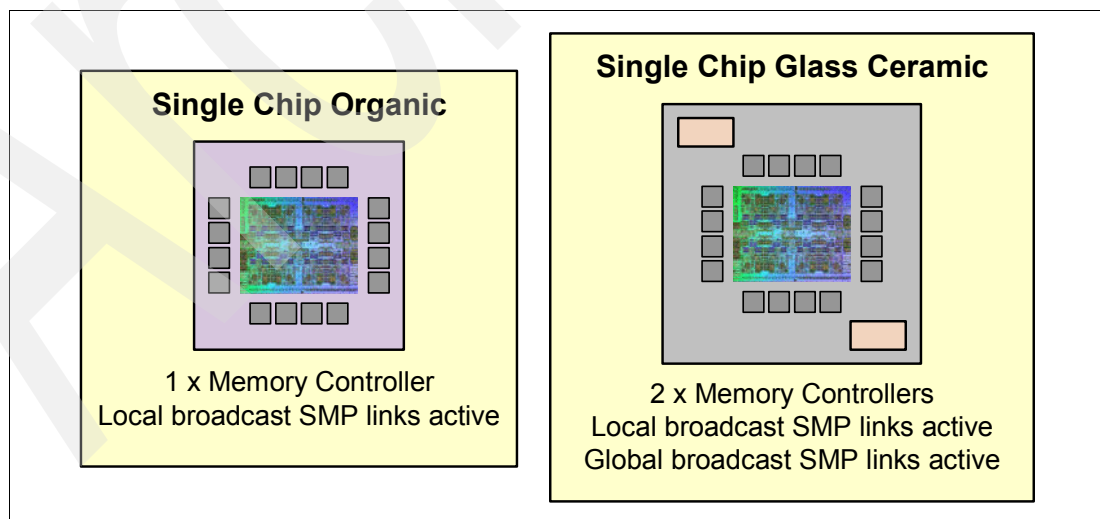 Single Chip Organic
1 x Memory Controller
Local broadcast SMP links active
Single Chip Glass Ceramic
2 x Memory Controllers
Local broadcast SMP links active
Global broadcast SMP links active